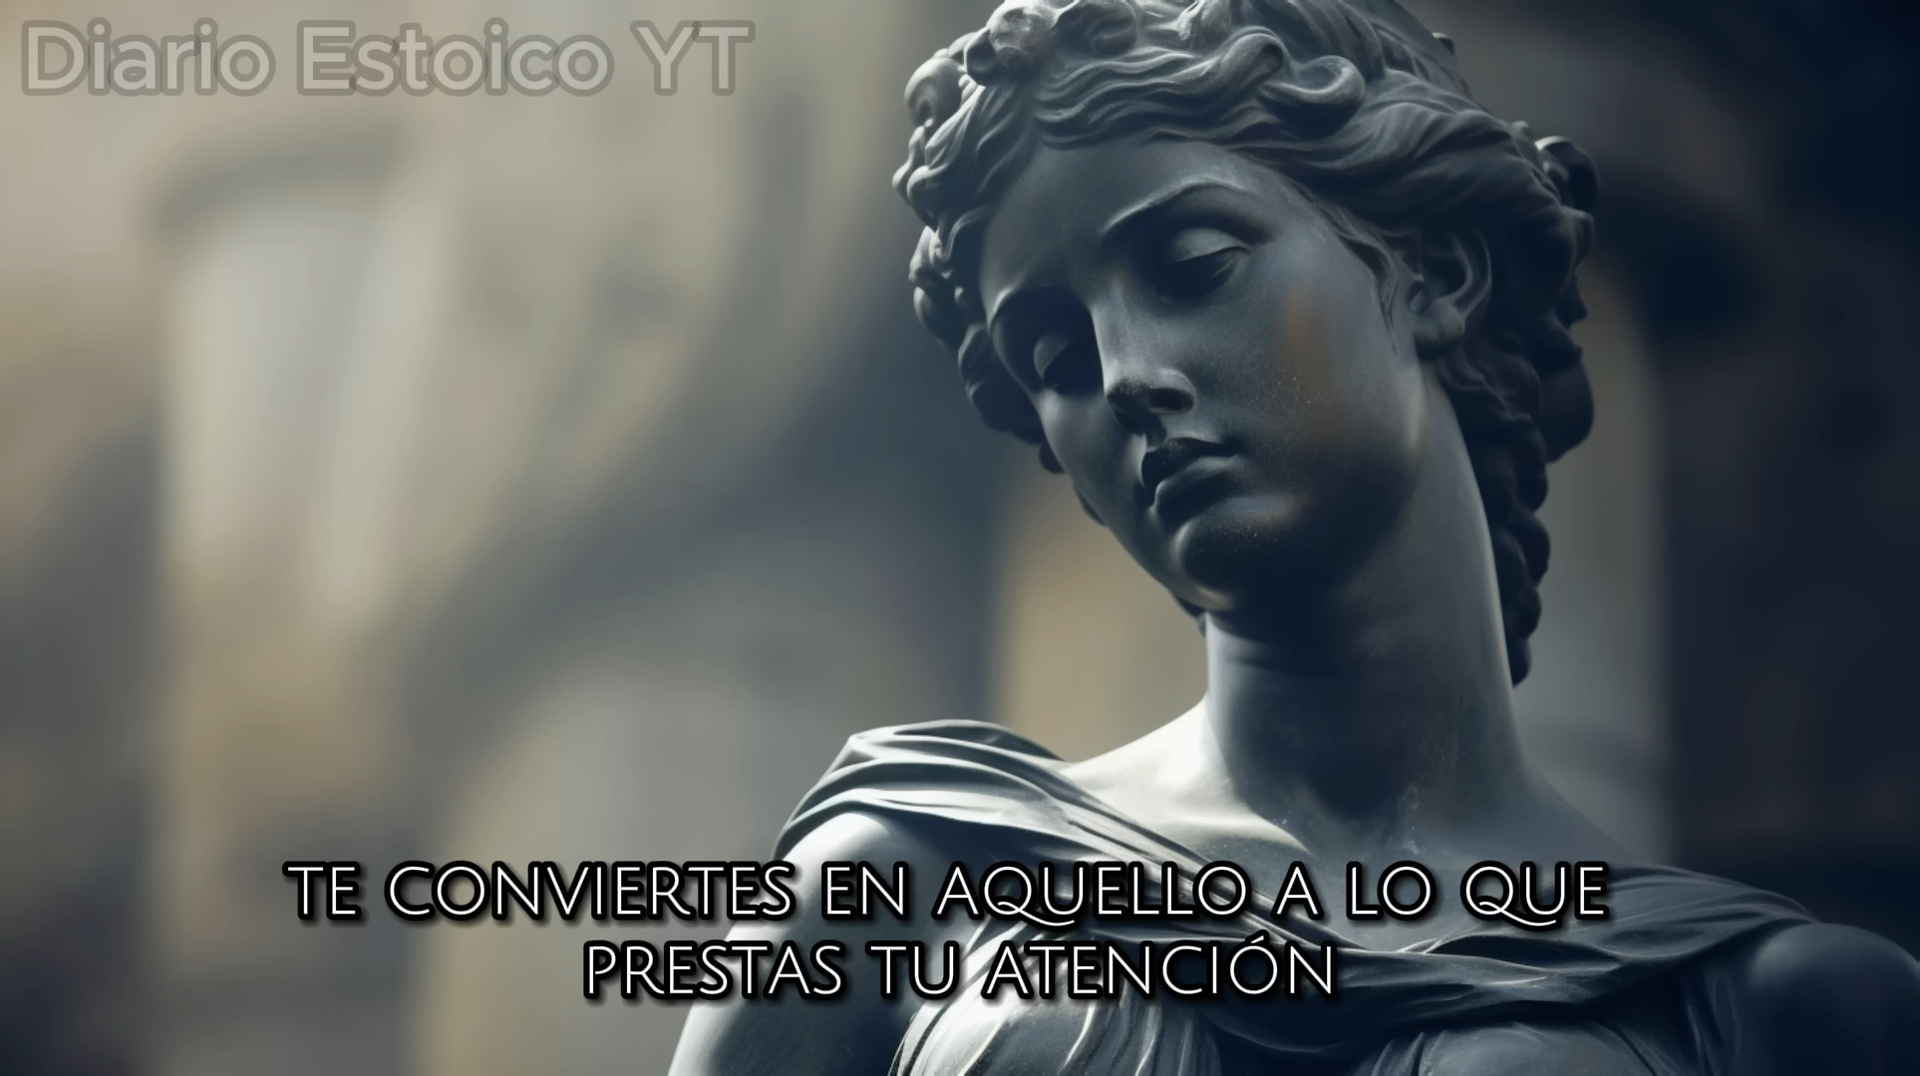 Diario Estoico YT
TE CONVIERTES EN AQUELLO A LO QUE
PRESTAS TU ATENCIÓN